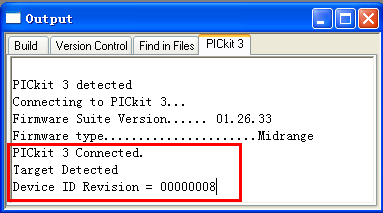 Output
Build
Version Control
Find in Files
PICkit 3
PICkit 3 detected
Connecting to PICkit 3...
Firmware Suite Version...... 01.26.33
Firmware type......................Midrange
PICkit 3 Connected.
Target Detected
Device ID Revision = 00000008